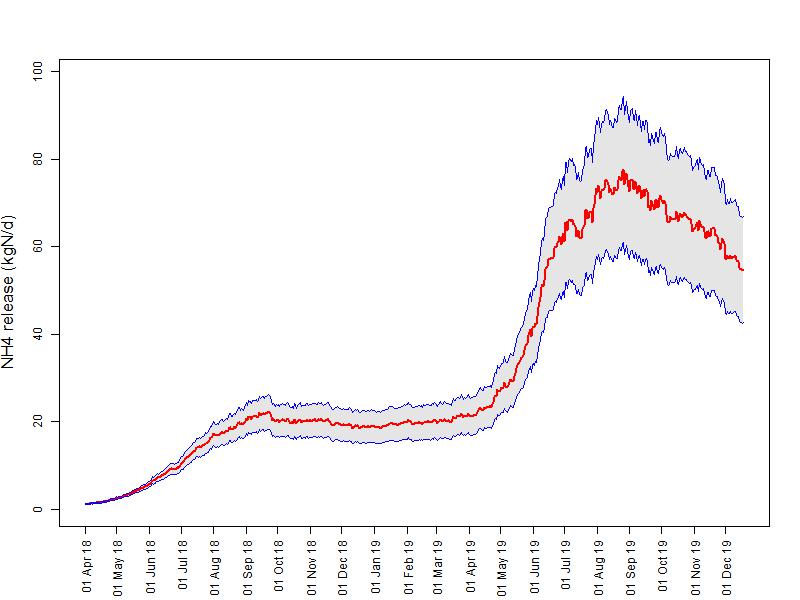 NH4 release (kgN/d)
100
80
60
40
20
0
01 Apr 18
01 May 18
01 Jun 18
01 Jul 18
01 Aug 18
01 Sep 18
01 Oct 18
01 Nov 18
01 Dec 18
01 Jan 19
01 Feb 19
01 Mar 19
01 Apr 19
01 May 19
01 Jun 19
01 Jul 19
01 Aug 19
01 Sep 19
01 Oct 19
01 Nov 19
01 Dec 19